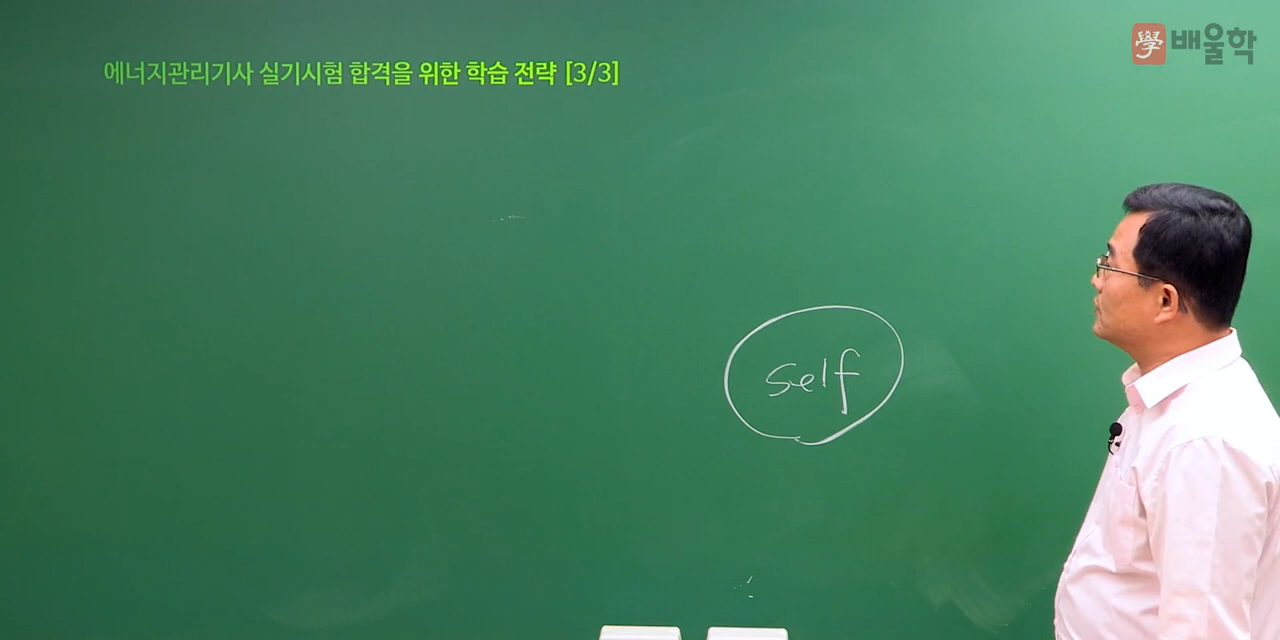 學 배울학
에너지관리기사 실기시험 합격을 위한 학습 전략 [3/3]
self